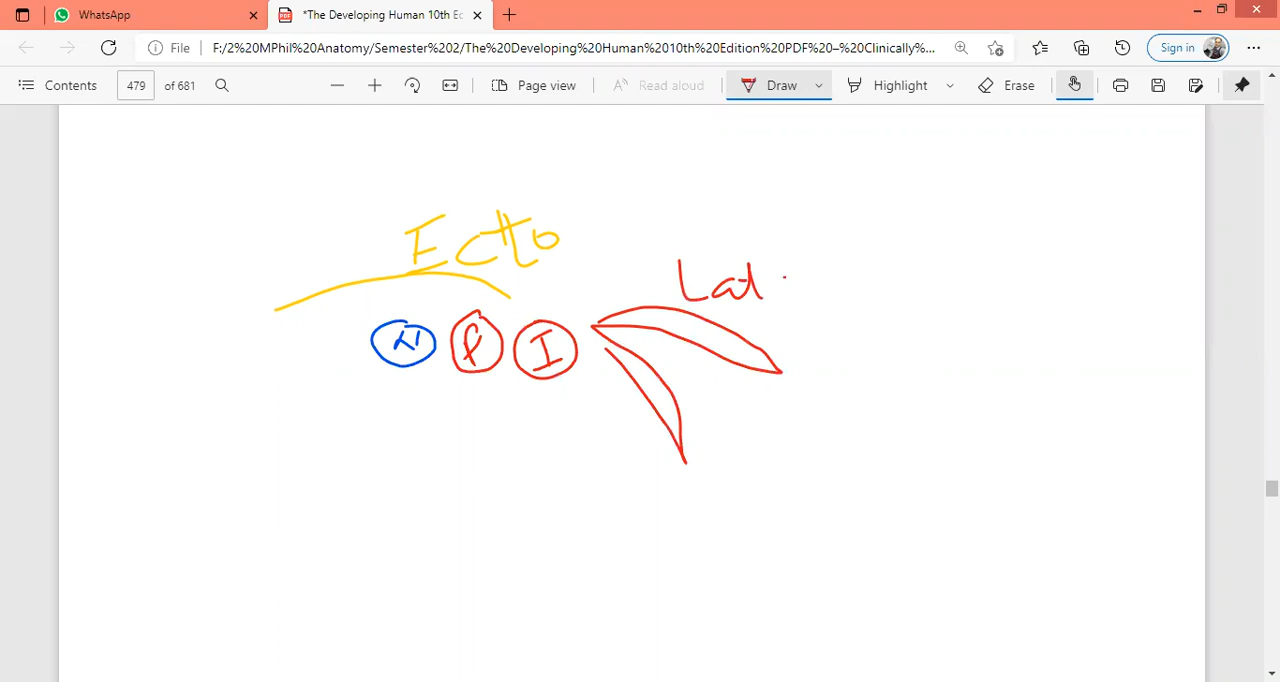 WhatsApp
*The Developing Human 10th Ec
File F:/2%20MPhil%20Anatomy/Semester%202/The%20Developing%20Human%2010th%20Edition%20PDF%20–%20Clinically%... Sign in
Contents 479 of 681 Page view Read aloud Draw Highlight Erase
Ecto
Lat
P I